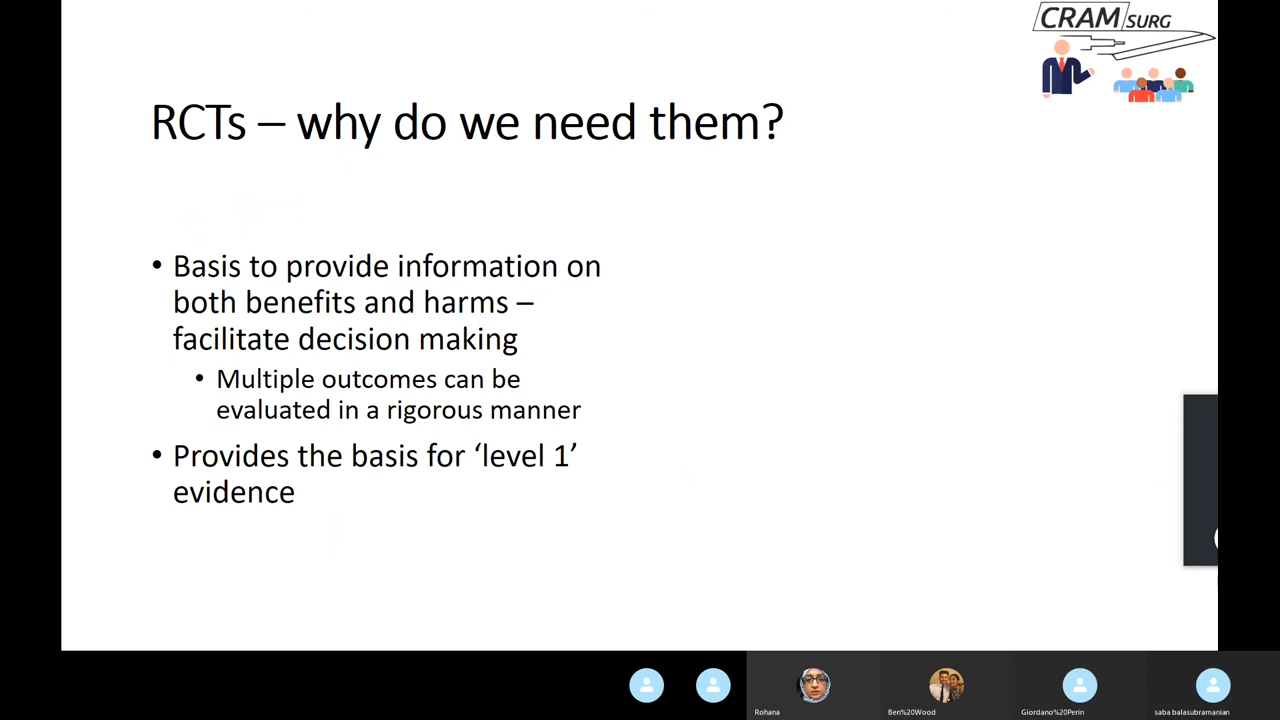 CRAM SURG
RCTs – why do we need them?
• Basis to provide information on
both benefits and harms –
facilitate decision making
• Multiple outcomes can be
evaluated in a rigorous manner
• Provides the basis for ‘level 1’
evidence
Rohana
Ben%20Wood
Giordano%20Perin
saba balasubramanian